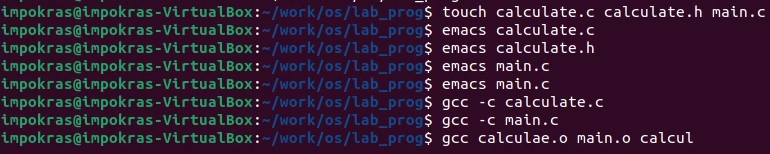 impokras@impokras-VirtualBox:~/work/os/lab_prog$ touch calculate.c calculate.h main.c
impokras@impokras-VirtualBox:~/work/os/lab_prog$ emacs calculate.c
impokras@impokras-VirtualBox:~/work/os/lab_prog$ emacs calculate.h
impokras@impokras-VirtualBox:~/work/os/lab_prog$ emacs main.c
impokras@impokras-VirtualBox:~/work/os/lab_prog$ emacs main.c
impokras@impokras-VirtualBox:~/work/os/lab_prog$ gcc -c calculate.c
impokras@impokras-VirtualBox:~/work/os/lab_prog$ gcc -c main.c
impokras@impokras-VirtualBox:~/work/os/lab_prog$ gcc calculae.o main.o calcul